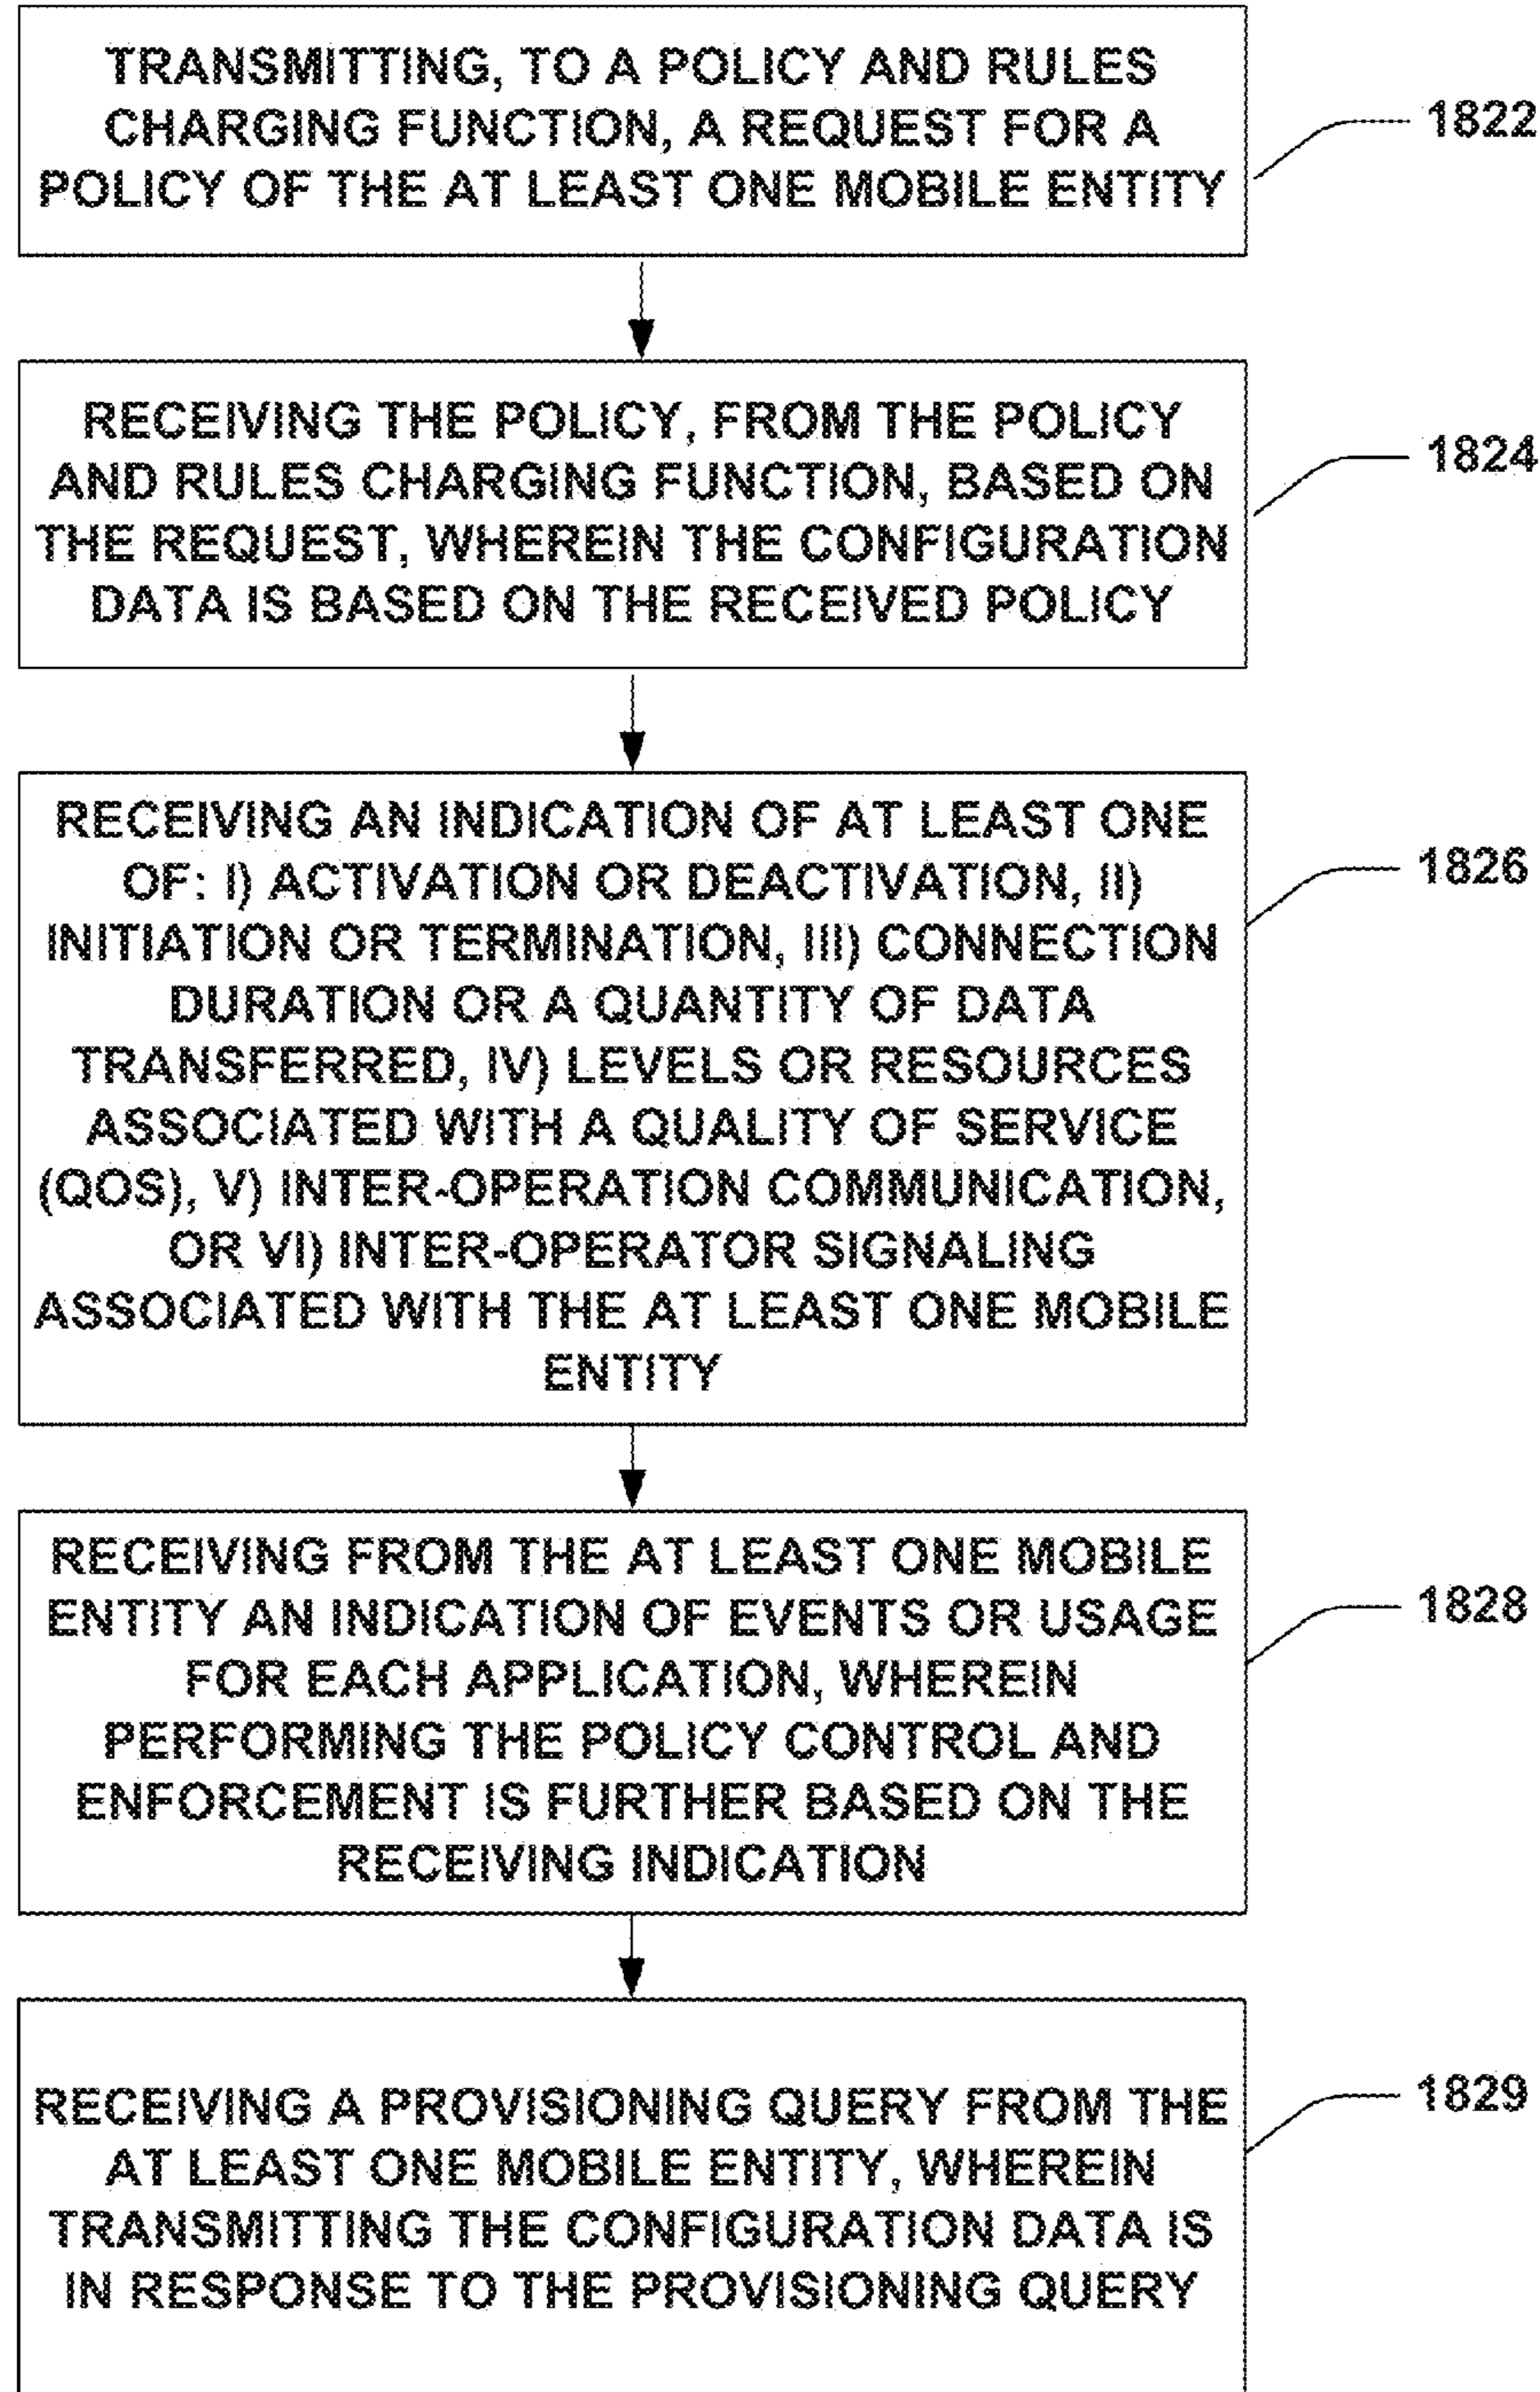 TRANSMITTING, TO A POLICY AND RULES
CHARGING FUNCTION, A REQUEST FOR A
POLICY OF THE AT LEAST ONE MOBILE ENTITY
1822
RECEIVING THE POLICY, FROM THE POLICY
AND RULES CHARGING FUNCTION, BASED ON
THE REQUEST, WHEREIN THE CONFIGURATION
DATA IS BASED ON THE RECEIVED POLICY
1824
RECEIVING AN INDICATION OF AT LEAST ONE
OF: I) ACTIVATION OR DEACTIVATION, II)
INITIATION OR TERMINATION, III) CONNECTION
DURATION OR A QUANTITY OF DATA
TRANSFERRED, IV) LEVELS OR RESOURCES
ASSOCIATED WITH A QUALITY OF SERVICE
(QOS), V) INTER-OPERATION COMMUNICATION,
OR VI) INTER-OPERATOR SIGNALING
ASSOCIATED WITH THE AT LEAST ONE MOBILE
ENTITY
1826
RECEIVING FROM THE AT LEAST ONE MOBILE
ENTITY AN INDICATION OF EVENTS OR USAGE
FOR EACH APPLICATION, WHEREIN
PERFORMING THE POLICY CONTROL AND
ENFORCEMENT IS FURTHER BASED ON THE
RECEIVING INDICATION
1828
RECEIVING A PROVISIONING QUERY FROM THE
AT LEAST ONE MOBILE ENTITY, WHEREIN
TRANSMITTING THE CONFIGURATION DATA IS
IN RESPONSE TO THE PROVISIONING QUERY
1829